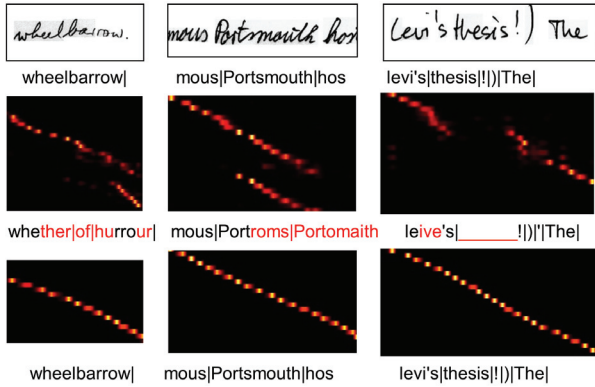 wheelbarrow.
mous Portsmouth hos
Levi's thesis!) The
wheelbarrow|
mous|Portsmouth|hos
levi's|thesis|!|)|The|
whether|of|hurrour|
mous|Portroms|Portomaith
leive's|______!|)|'|The|
wheelbarrow|
mous|Portsmouth|hos
levi's|thesis|!|)|The|